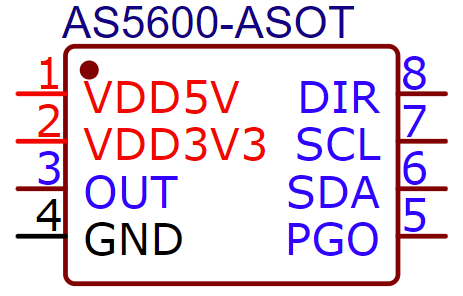 AS5600-ASOT
1 VDD5V DIR 8
2 VDD3V3 SCL 7
3 OUT SDA 6
4 GND PGO 5